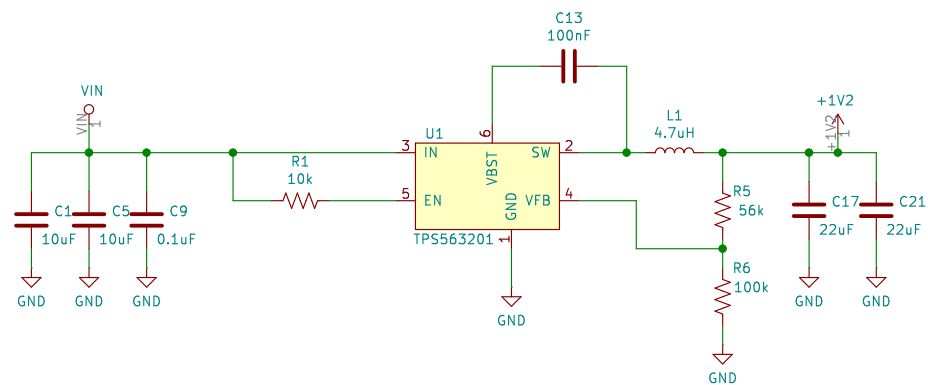 C13
100nF
VIN
VIN
1
+1V2
+1V2
1
U1
6
L1
4.7uH
3
IN
VBST
SW
2
R1
10k
5
EN
GND
VFB
4
R5
56k
C1
10uF
C5
10uF
C9
0.1uF
C17
22uF
C21
22uF
TPS563201
1
R6
100k
GND
GND
GND
GND
GND
GND
GND